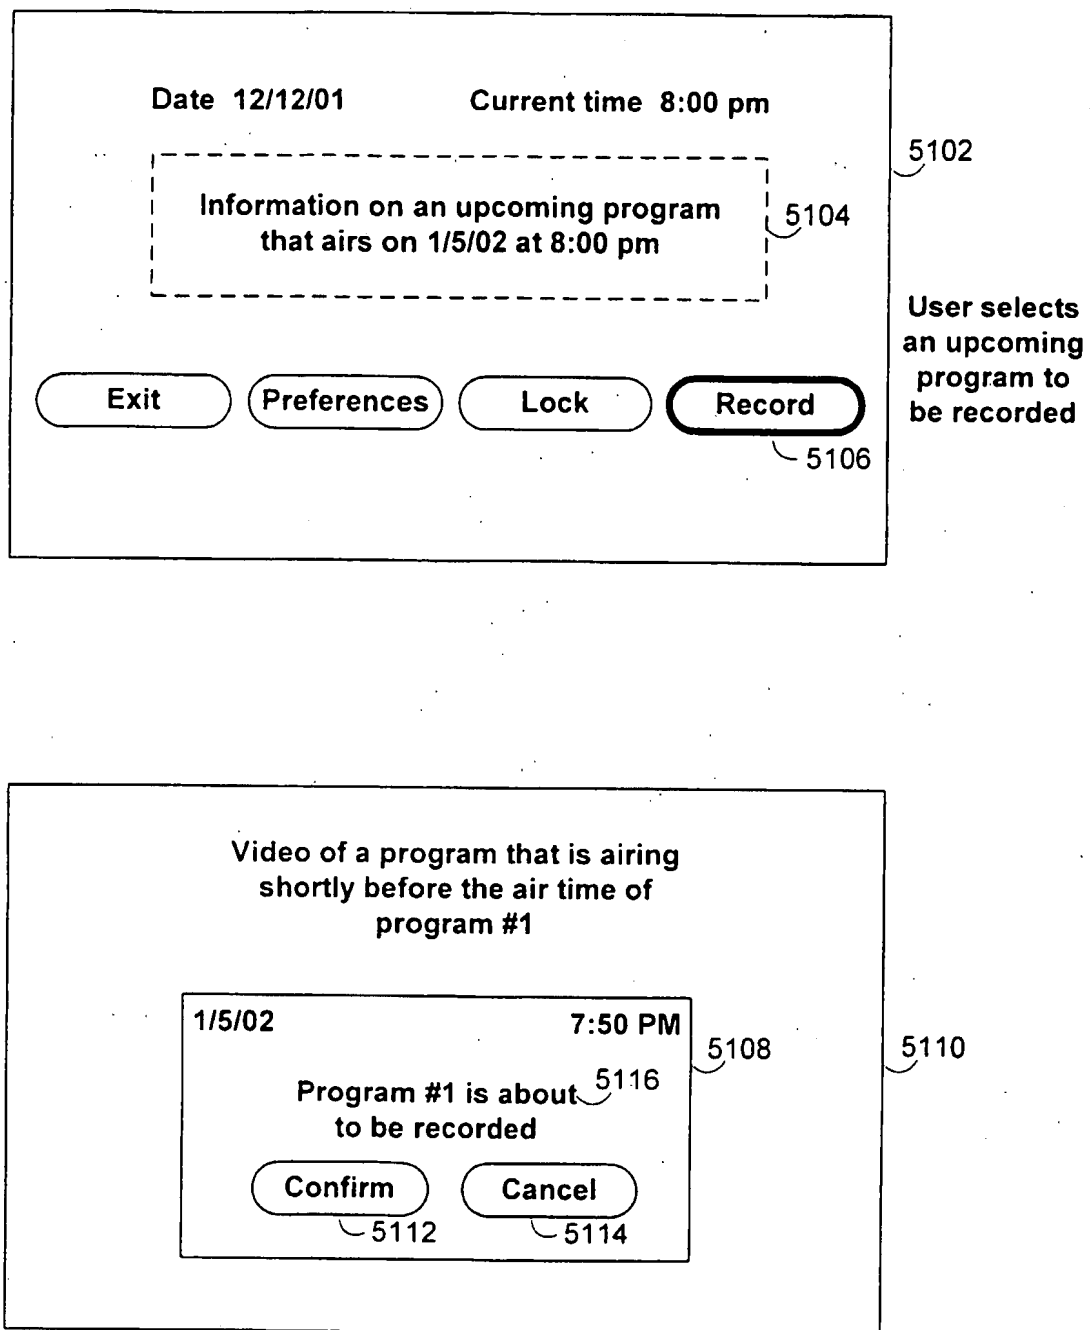 Date 12/12/01 Current time 8:00 pm
5102
Information on an upcoming program
that airs on 1/5/02 at 8:00 pm
5104
User selects
an upcoming
program to
be recorded
Exit Preferences Lock Record
5106
Video of a program that is airing
shortly before the air time of
program #1
1/5/02 7:50 PM
5108
5110
Program #1 is about
to be recorded
5116
Confirm Cancel
5112 5114